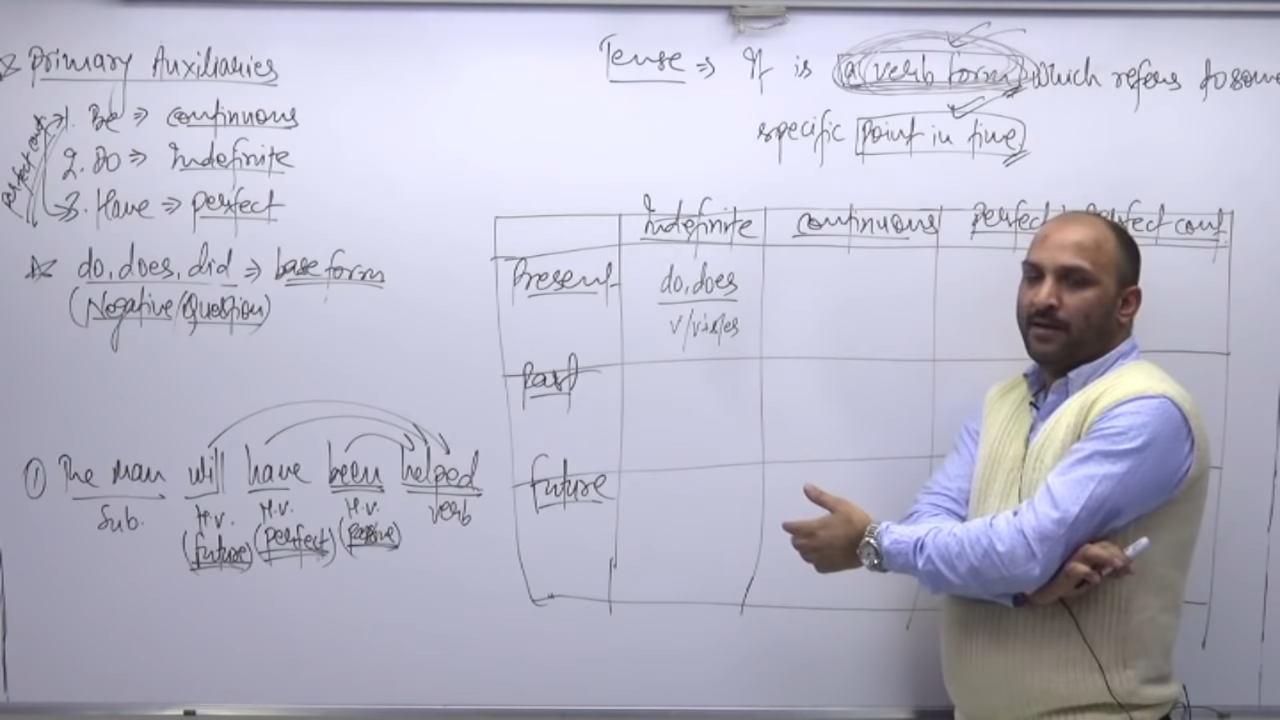 Primary Auxiliaries
1. Be ⇒ continuous
2. Do ⇒ Indefinite
3. Have ⇒ perfect
perfect cont
do, does, did ⇒ base form
(Negative/Question)
① The man will have been helped
Sub. H.V. H.V. H.V. verb
(future) (perfect) (passive)
Tense ⇒ It is a verb form which refers to some
specific point in time
Indefinite continuous perfect Perfect cont.
Present do, does
v/v+s/es
Past
Future